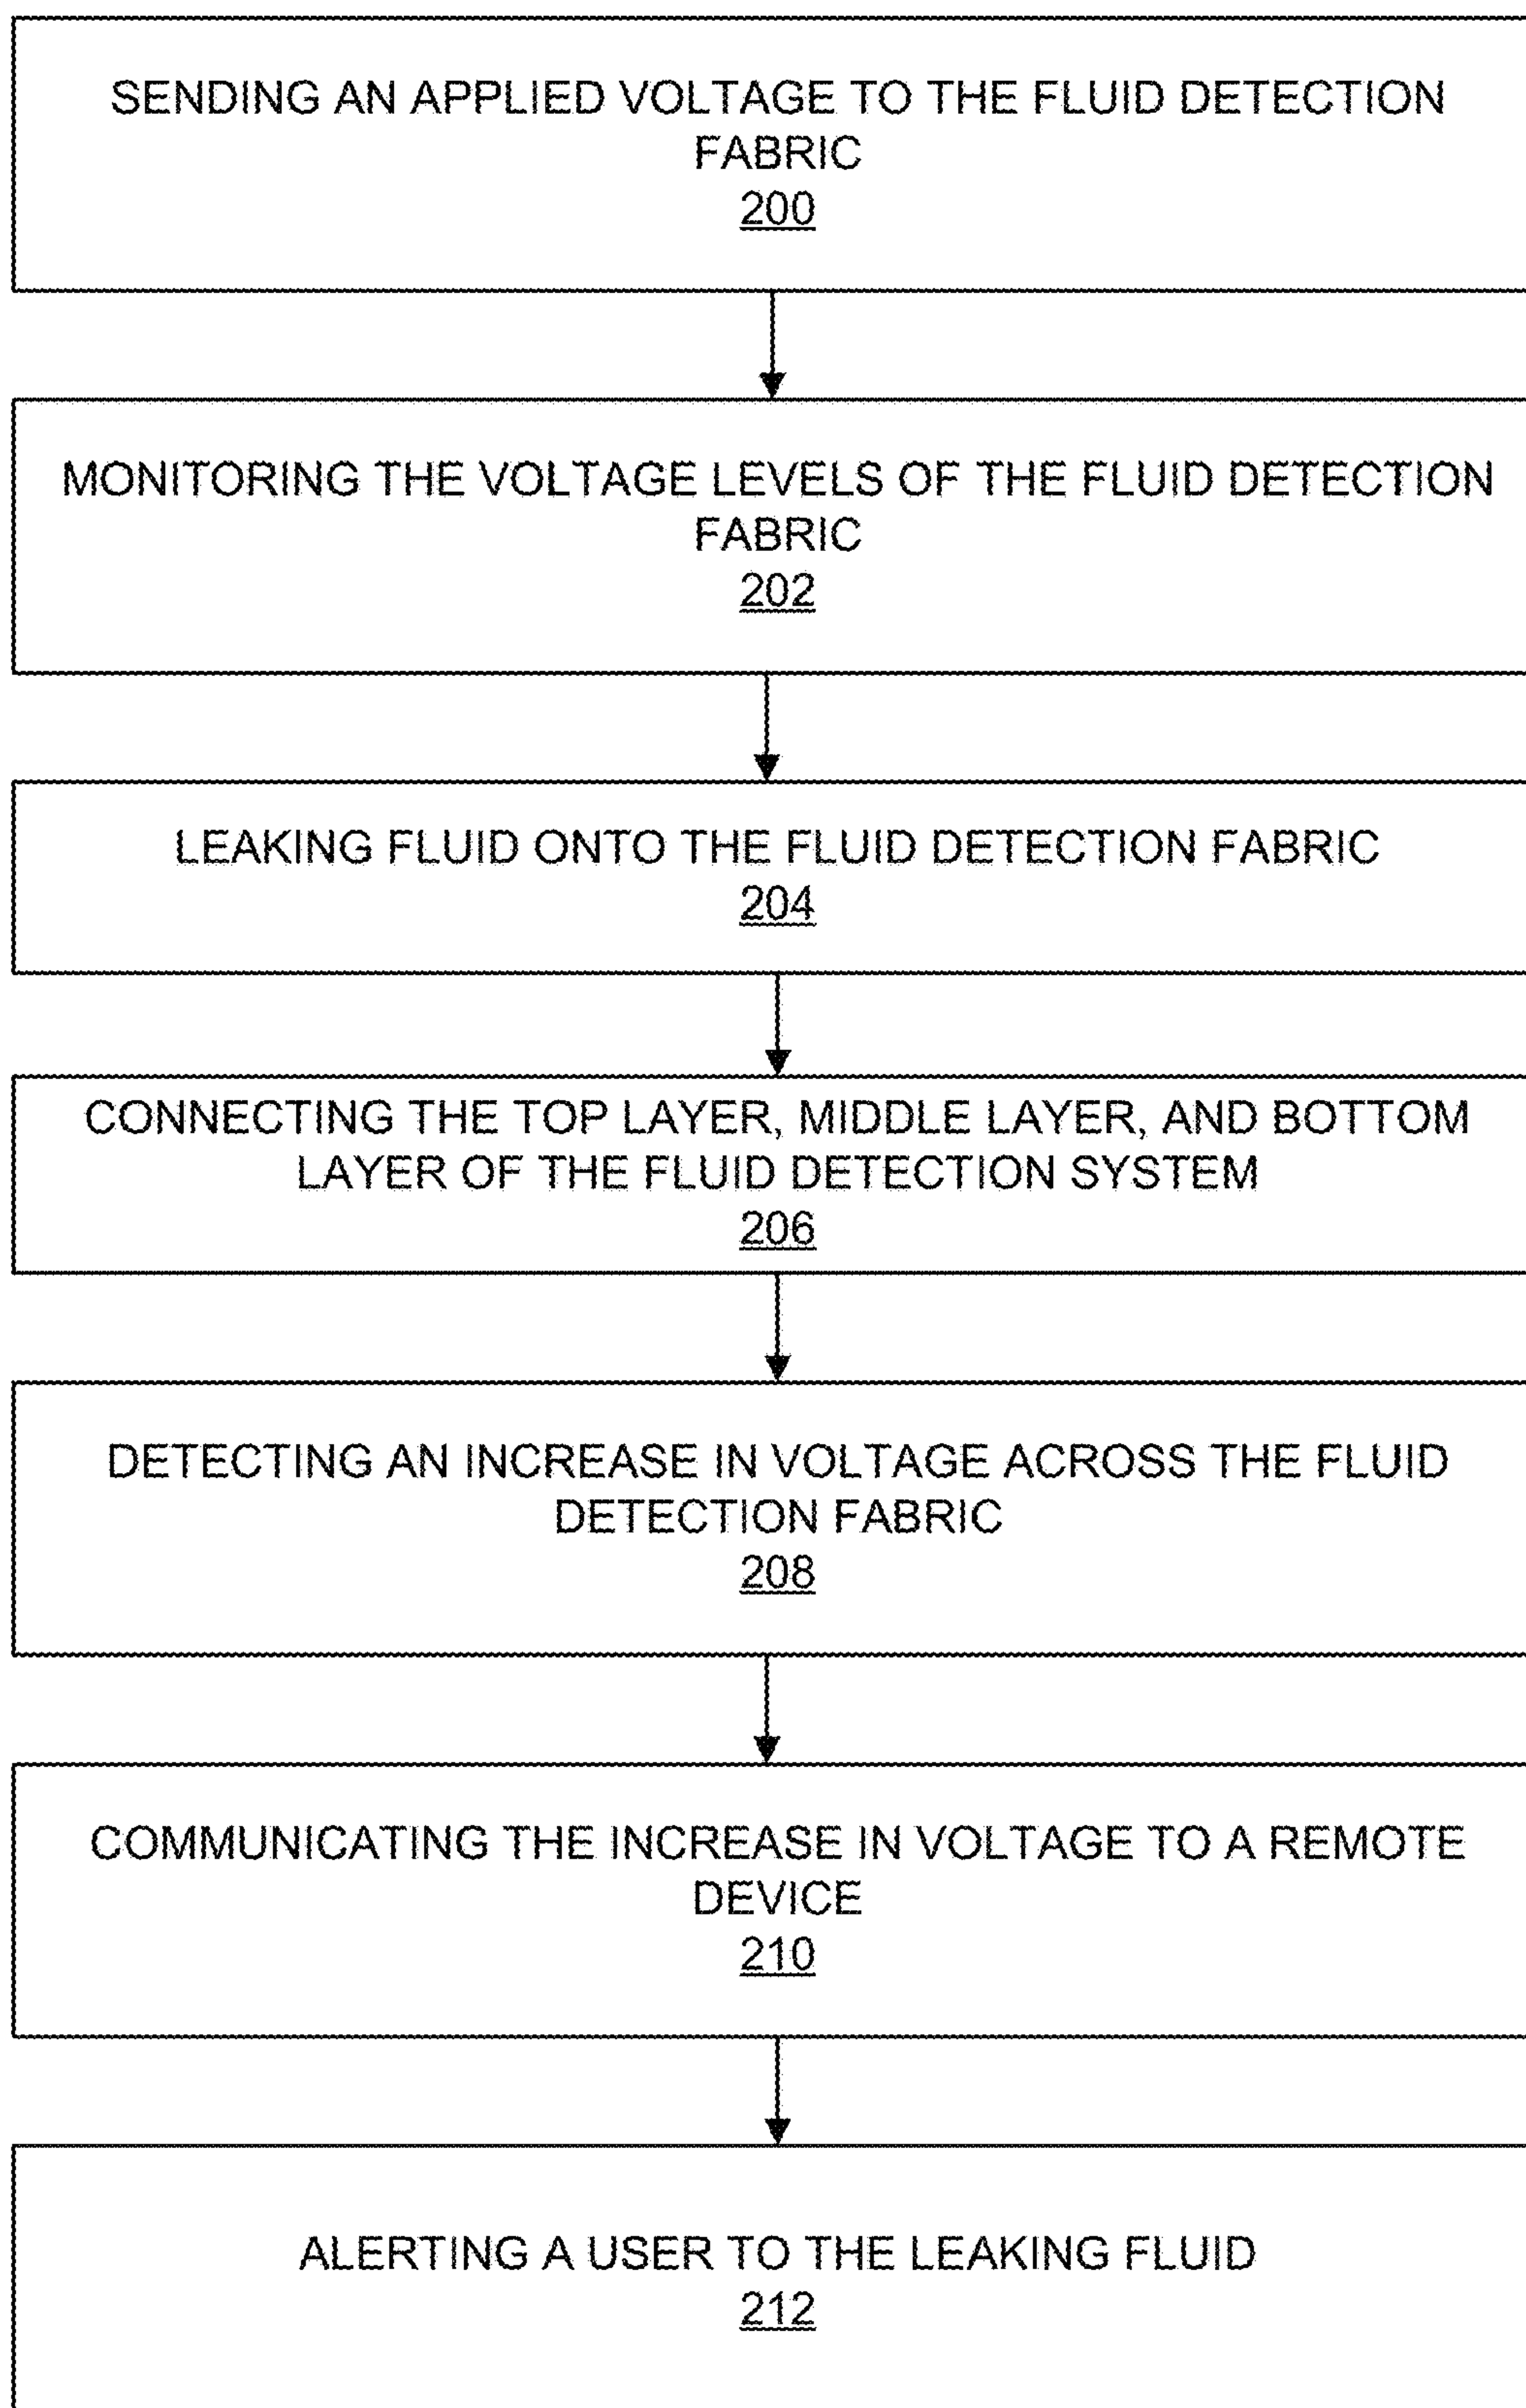 SENDING AN APPLIED VOLTAGE TO THE FLUID DETECTION
FABRIC
200
MONITORING THE VOLTAGE LEVELS OF THE FLUID DETECTION
FABRIC
202
LEAKING FLUID ONTO THE FLUID DETECTION FABRIC
204
CONNECTING THE TOP LAYER, MIDDLE LAYER, AND BOTTOM
LAYER OF THE FLUID DETECTION SYSTEM
206
DETECTING AN INCREASE IN VOLTAGE ACROSS THE FLUID
DETECTION FABRIC
208
COMMUNICATING THE INCREASE IN VOLTAGE TO A REMOTE
DEVICE
210
ALERTING A USER TO THE LEAKING FLUID
212